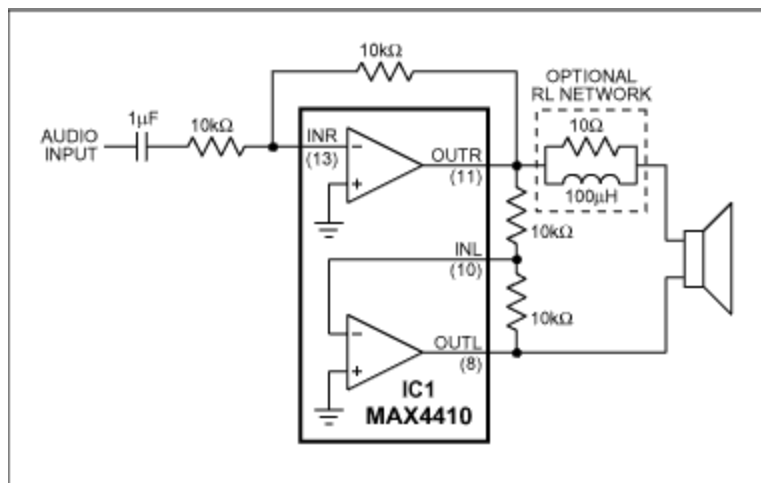 10kΩ
OPTIONAL
RL NETWORK
1µF
10kΩ
AUDIO
INPUT
INR
(13)
-
+
OUTR
(11)
10Ω
100µH
10kΩ
INL
(10)
10kΩ
-
+
OUTL
(8)
IC1
MAX4410